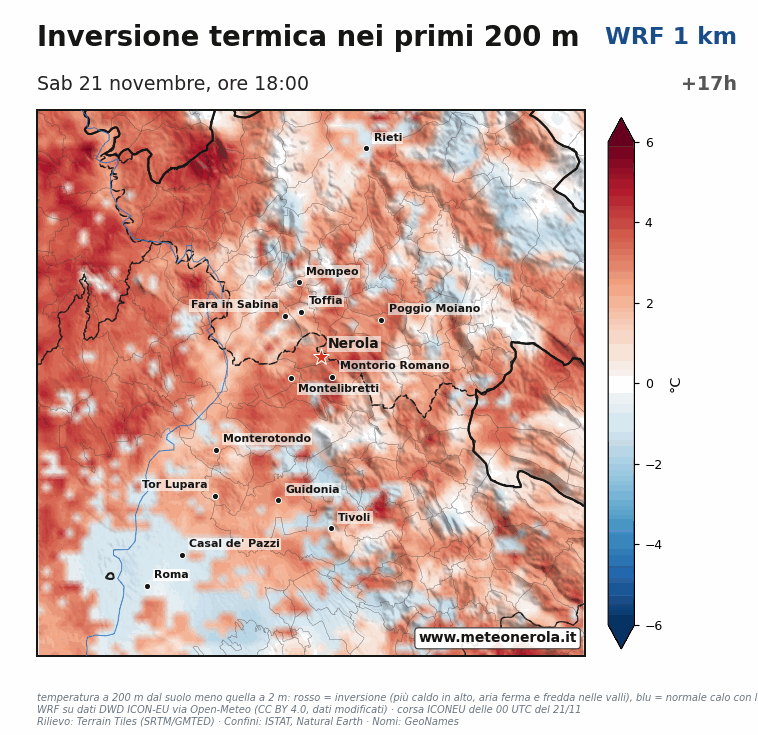 Inversione termica nei primi 200 m
WRF 1 km
Sab 21 novembre, ore 18:00
+17h
Rieti
Mompeo
Fara in Sabina
Toffia
Poggio Moiano
Nerola
Montorio Romano
Montelibretti
Monterotondo
Tor Lupara
Guidonia
Tivoli
Casal de' Pazzi
Roma
www.meteonerola.it
6
4
2
0
−2
−4
−6
°C
temperatura a 200 m dal suolo meno quella a 2 m: rosso = inversione (più caldo in alto, aria ferma e fredda nelle valli), blu = normale calo con l
WRF su dati DWD ICON-EU via Open-Meteo (CC BY 4.0, dati modificati) · corsa ICONEU delle 00 UTC del 21/11
Rilievo: Terrain Tiles (SRTM/GMTED) · Confini: ISTAT, Natural Earth · Nomi: GeoNames